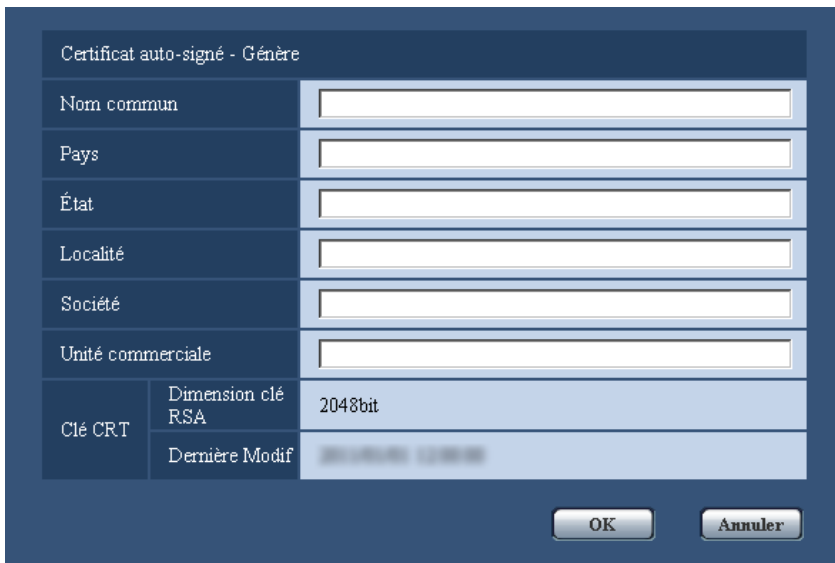 Certificat auto-signé - Génère
Nom commun
Pays
État
Localité
Société
Unité commerciale
Clé CRT
Dimension clé
RSA
2048bit
Dernière Modif
OK
Annuler